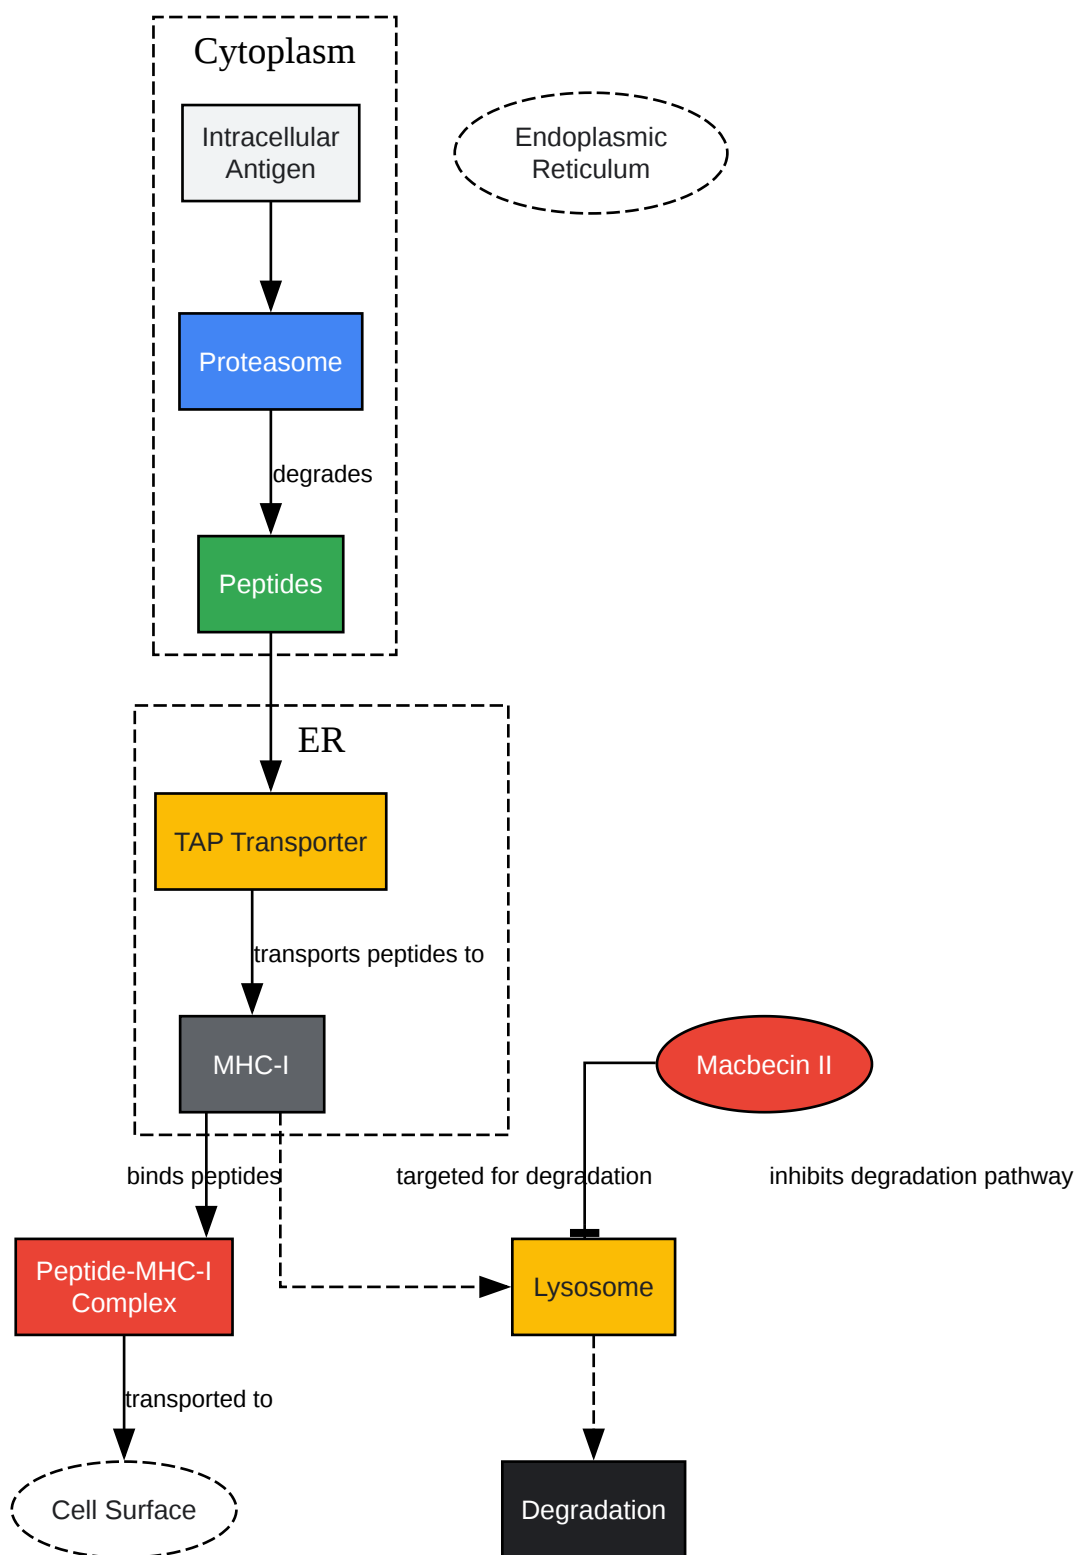 Cytoplasm
Intracellular
Antigen
Endoplasmic
Reticulum
Proteasome
degrades
Peptides
ER
TAP Transporter
transports peptides to
MHC-I
Macbecin II
binds peptides
targeted for degradation
inhibits degradation pathway
Peptide-MHC-I
Complex
Lysosome
transported to
Cell Surface
Degradation